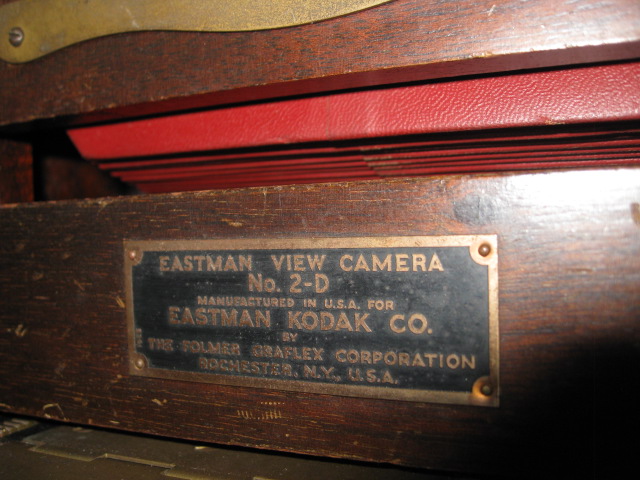 EASTMAN VIEW CAMERA
No. 2-D
MANUFACTURED IN U.S.A. FOR
EASTMAN KODAK CO.
BY
THE FOLMER GRAFLEX CORPORATION
ROCHESTER, N.Y., U.S.A.